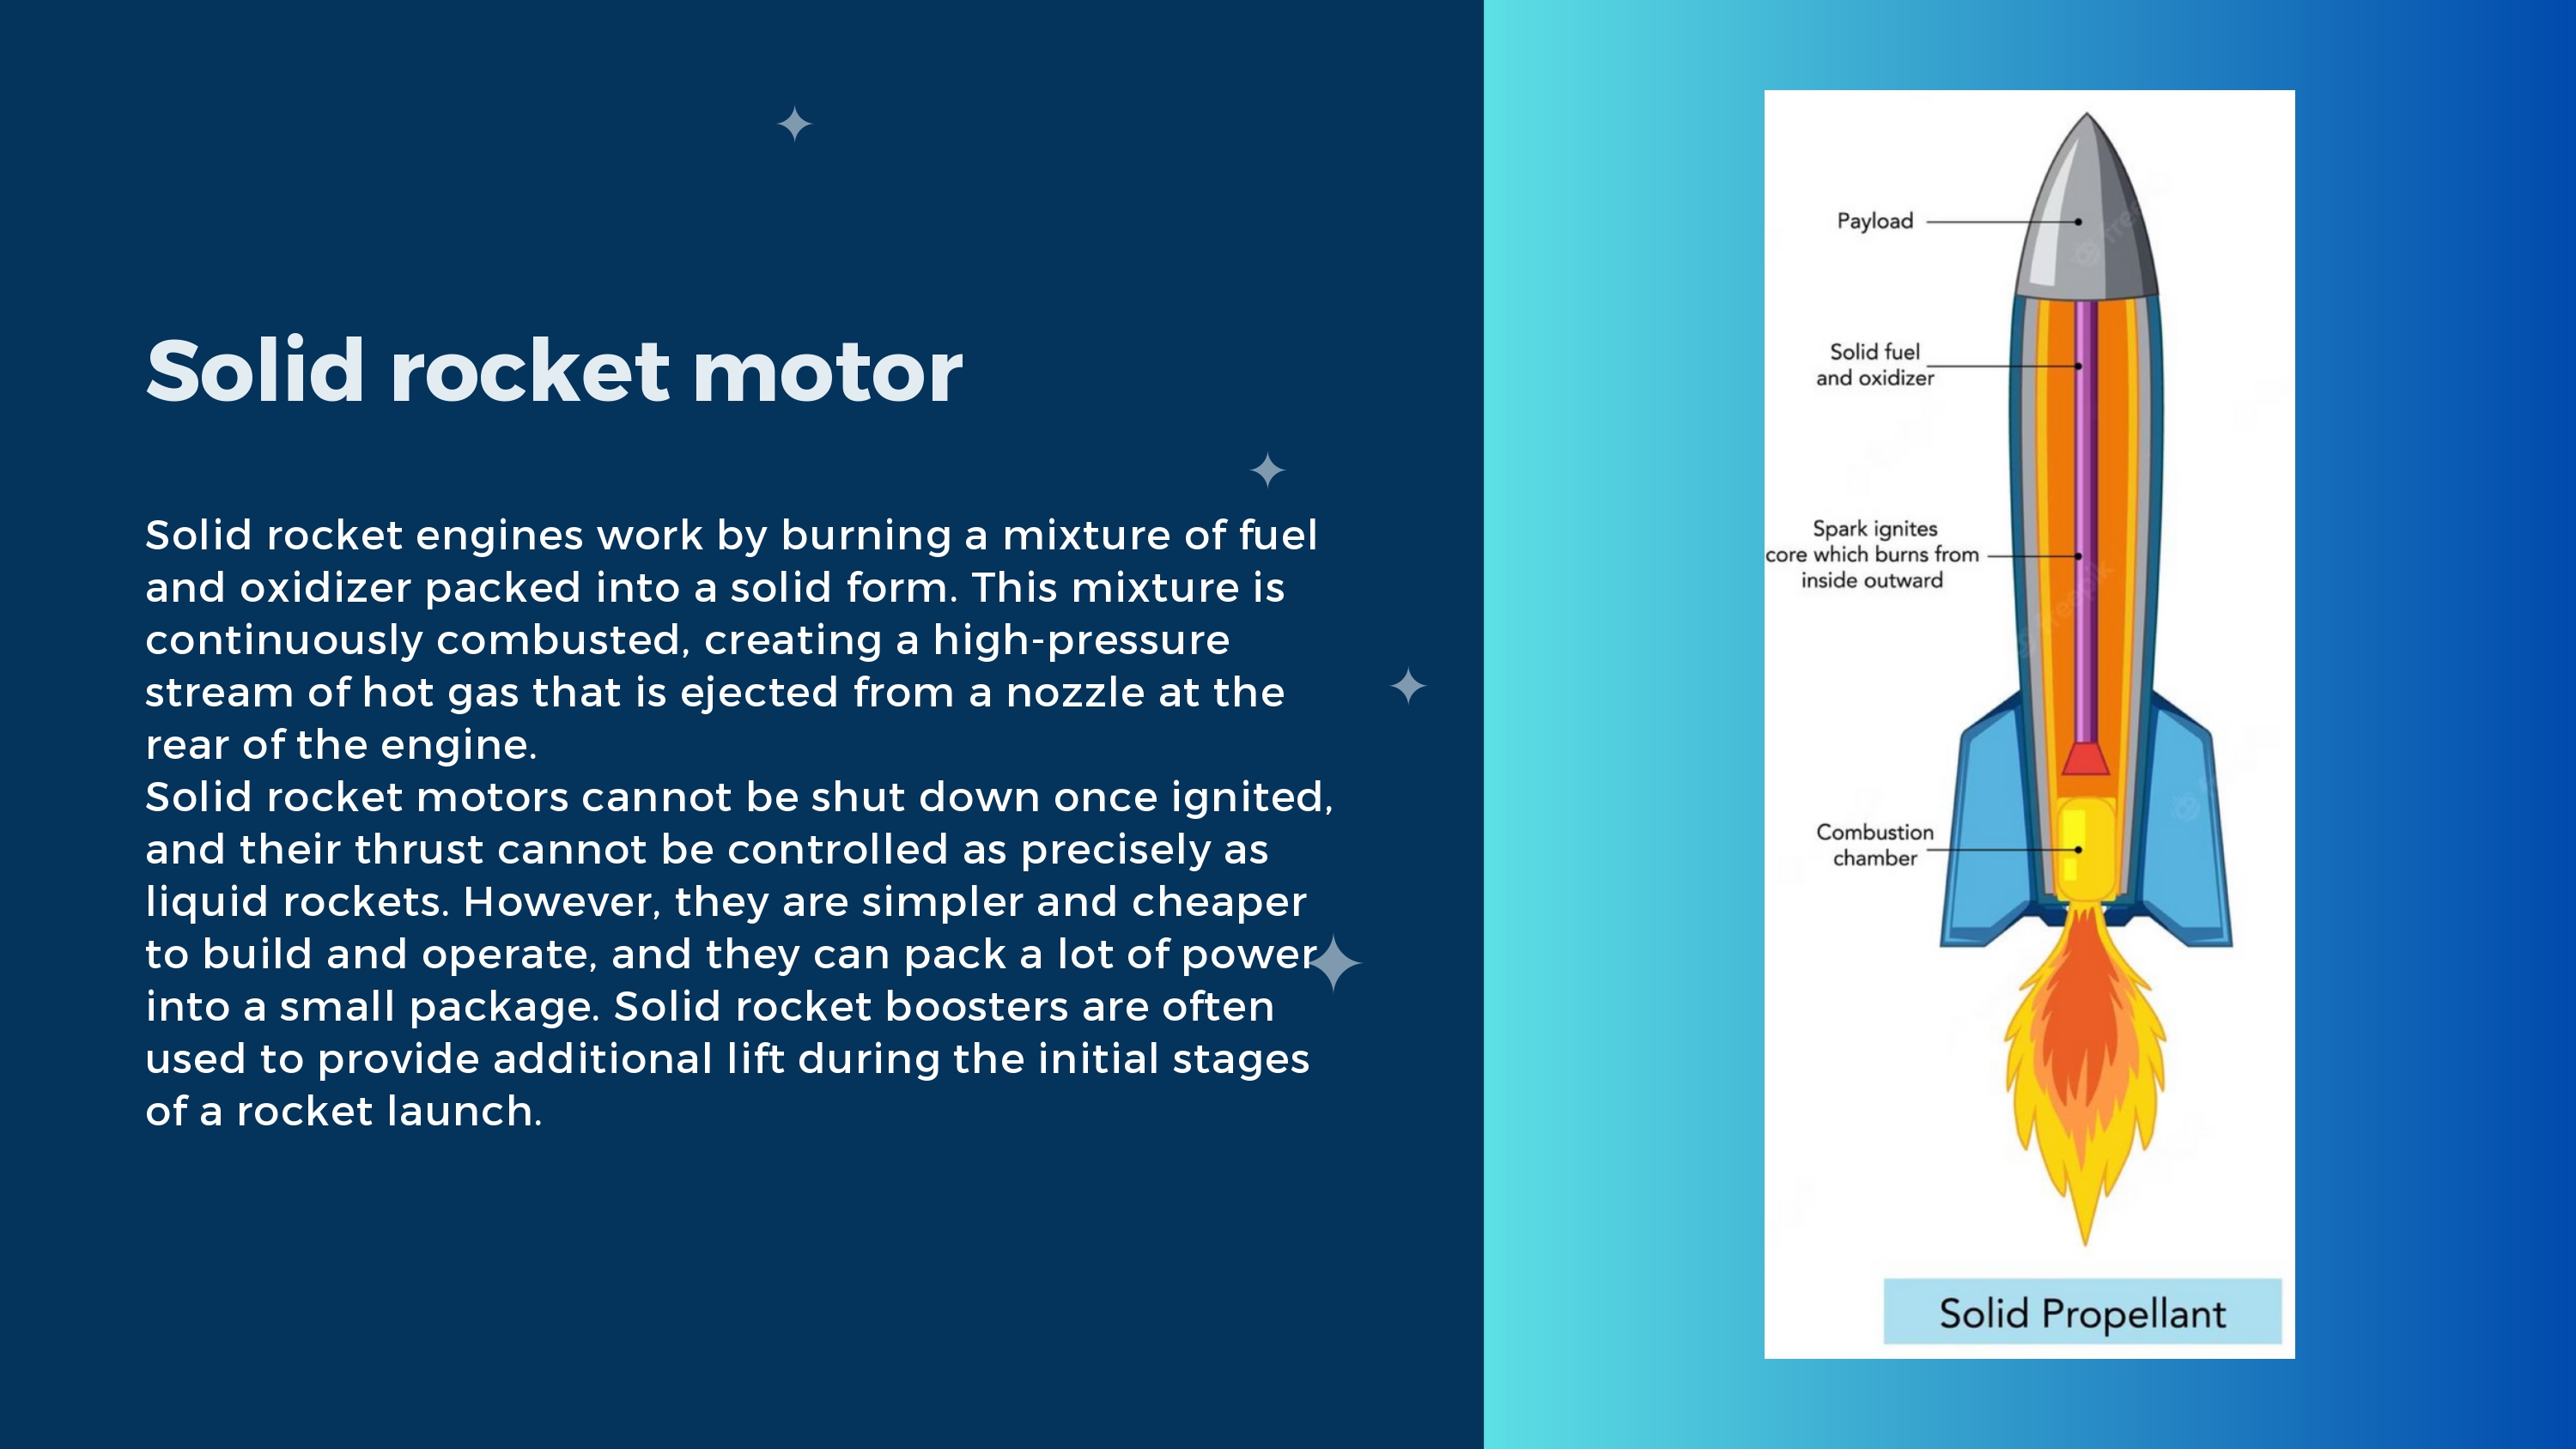 Solid rocket motor
Solid rocket engines work by burning a mixture of fuel
and oxidizer packed into a solid form. This mixture is
continuously combusted, creating a high-pressure
stream of hot gas that is ejected from a nozzle at the
rear of the engine.
Solid rocket motors cannot be shut down once ignited,
and their thrust cannot be controlled as precisely as
liquid rockets. However, they are simpler and cheaper
to build and operate, and they can pack a lot of power
into a small package. Solid rocket boosters are often
used to provide additional lift during the initial stages
of a rocket launch.
Payload
Solid fuel
and oxidizer
Spark ignites
core which burns from
inside outward
Combustion
chamber
Solid Propellant